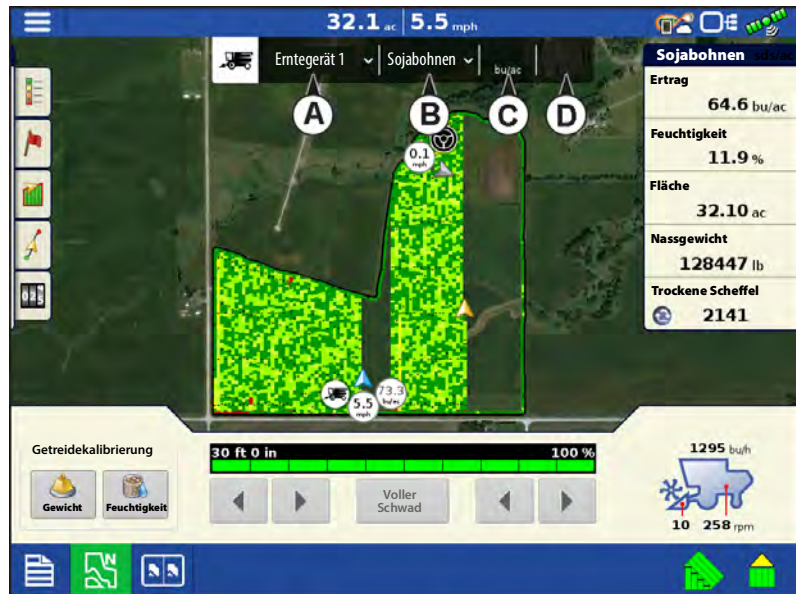 32.1 ac 5.5 mph
Erntegerät 1 Sojabohnen bu/ac
A B C D
Sojabohnen sds/ac
Ertrag
64.6 bu/ac
Feuchtigkeit
11.9 %
Fläche
32.10 ac
Nassgewicht
128447 lb
Trockene Scheffel
2141
0.1
mph
N
5.5
mph
73.3
bu/ac
Getreidekalibrierung
Gewicht Feuchtigkeit
30 ft 0 in 100 %
Voller
Schwad
1295 bu/h
10 258 rpm
N